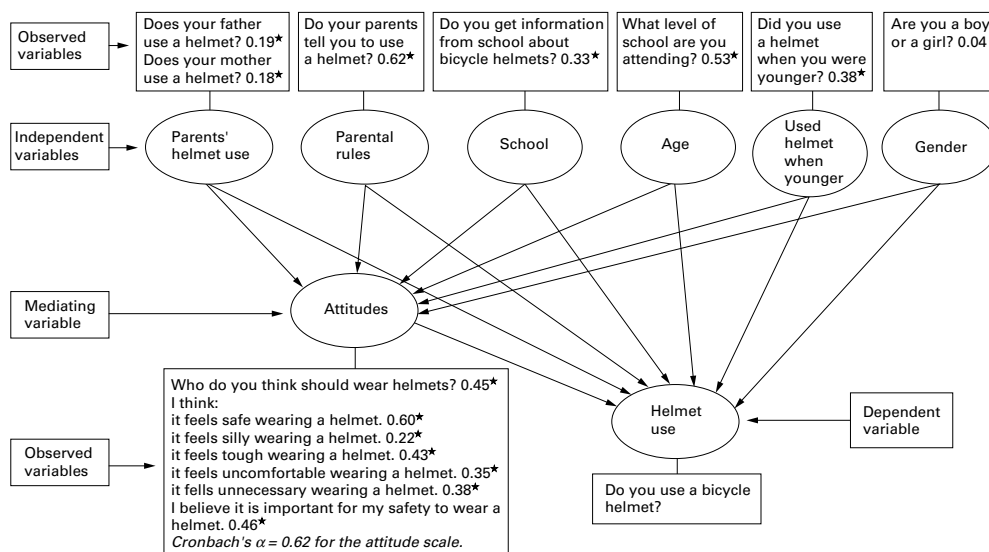 Observed
variables
Does your father
use a helmet? 0.19★
Does your mother
use a helmet? 0.18★
Do your parents
tell you to use
a helmet? 0.62★
Do you get information
from school about
bicycle helmets? 0.33★
What level of
school are you
attending? 0.53★
Did you use
a helmet
when you were
younger? 0.38★
Are you a boy
or a girl? 0.04
Independent
variables
Parents'
helmet use
Parental
rules
School
Age
Used
helmet
when
younger
Gender
Mediating
variable
Attitudes
Observed
variables
Who do you think should wear helmets? 0.45★
I think:
it feels safe wearing a helmet. 0.60★
it feels silly wearing a helmet. 0.22★
it feels tough wearing a helmet. 0.43★
it feels uncomfortable wearing a helmet. 0.35★
it fells unnecessary wearing a helmet. 0.38★
I believe it is important for my safety to wear a
helmet. 0.46★
Cronbach's α = 0.62 for the attitude scale.
Helmet
use
Dependent
variable
Do you use a bicycle
helmet?